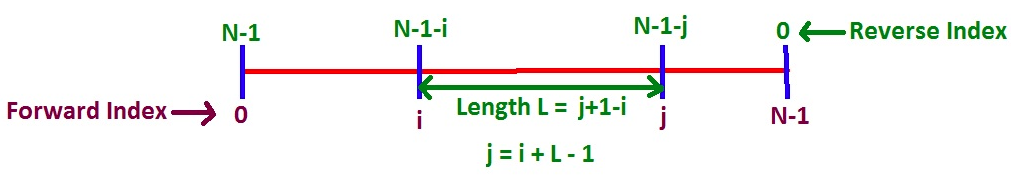 N-1 N-1-i N-1-j 0 Reverse Index
Forward Index 0 i Length L = j+1-i j N-1
j = i + L - 1